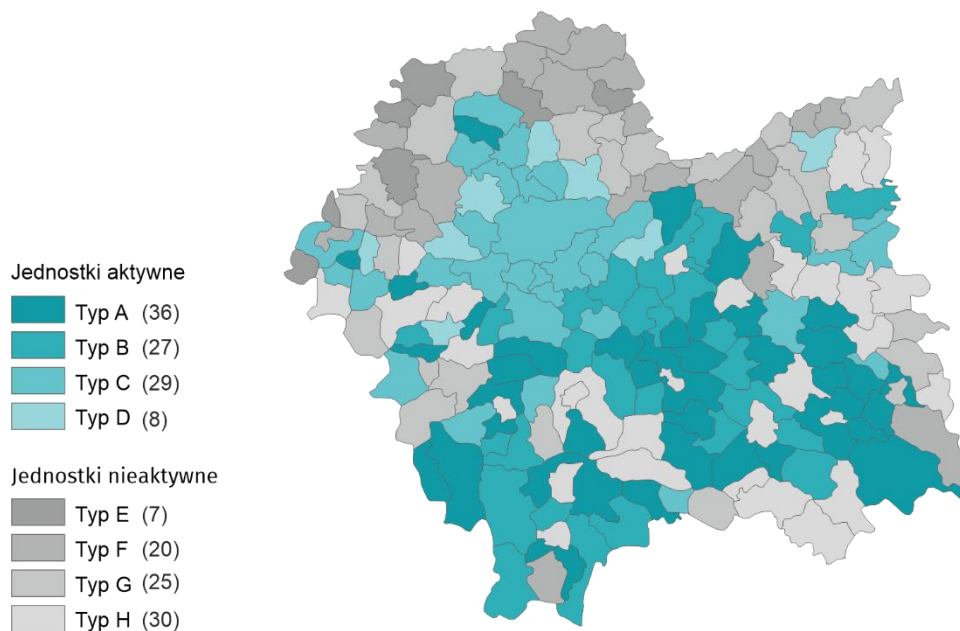 Jednostki aktywne
Typ A (36)
Typ B (27)
Typ C (29)
Typ D (8)
Jednostki nieaktywne
Typ E (7)
Typ F (20)
Typ G (25)
Typ H (30)